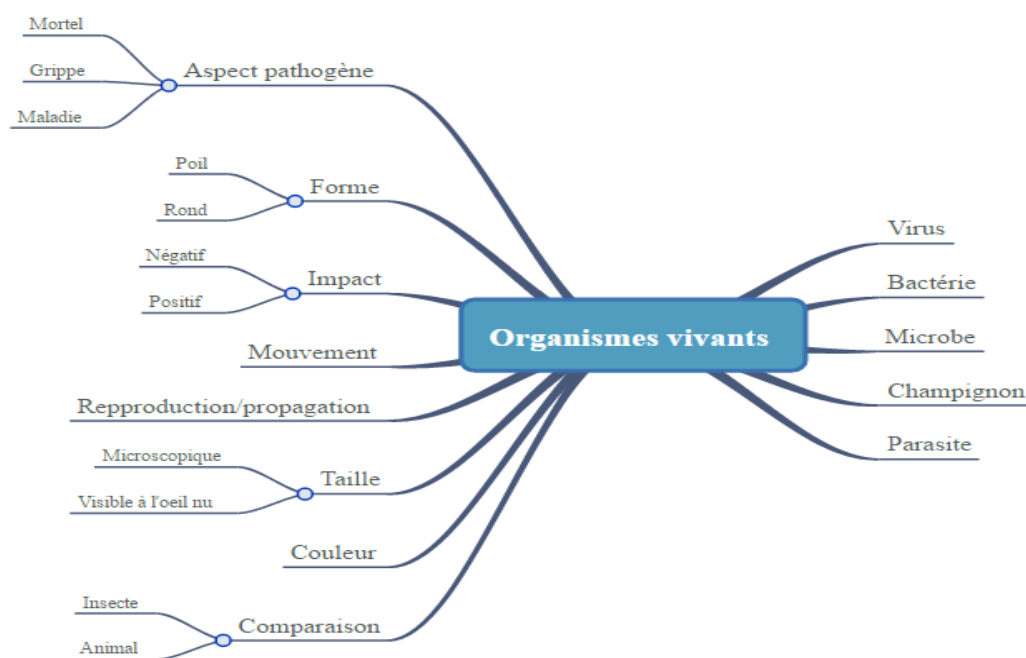 Mortel
Grippe
Maladie
Aspect pathogène
Poil
Rond
Forme
Négatif
Positif
Impact
Mouvement
Repproduction/propagation
Microscopique
Visible à l'oeil nu
Taille
Couleur
Insecte
Animal
Comparaison
Organismes vivants
Virus
Bactérie
Microbe
Champignon
Parasite